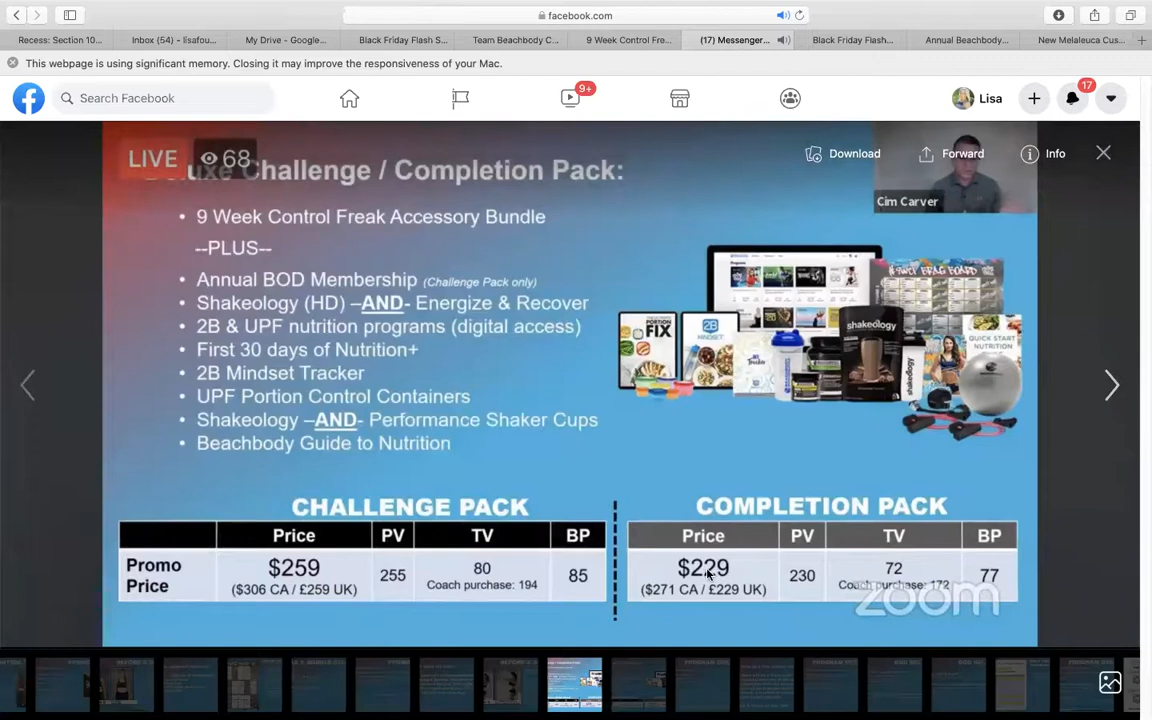 facebook.com
Recess: Section 10...
Inbox (54) – lisafou...
My Drive - Google...
Black Friday Flash S...
Team Beachbody C...
9 Week Control Fre...
(17) Messenger...
Black Friday Flash...
Annual Beachbody...
New Melaleuca Cus...
This webpage is using significant memory. Closing it may improve the responsiveness of your Mac.
Search Facebook
9+
Lisa
17
LIVE 68
Download
Forward
Info
Cim Carver
luxe Challenge / Completion Pack:
• 9 Week Control Freak Accessory Bundle
--PLUS--
• Annual BOD Membership (Challenge Pack only)
• Shakeology (HD) –AND- Energize & Recover
• 2B & UPF nutrition programs (digital access)
• First 30 days of Nutrition+
• 2B Mindset Tracker
• UPF Portion Control Containers
• Shakeology –AND- Performance Shaker Cups
• Beachbody Guide to Nutrition
PORTION FIX
2B MINDSET
shakeology
shakeology
QUICK START NUTRITION
CHALLENGE PACK
Price PV TV BP
Promo Price $259 ($306 CA / £259 UK) 255 80 Coach purchase: 194 85
COMPLETION PACK
Price PV TV BP
$229 ($271 CA / £229 UK) 230 72 Coach purchase: 172 77
zoom